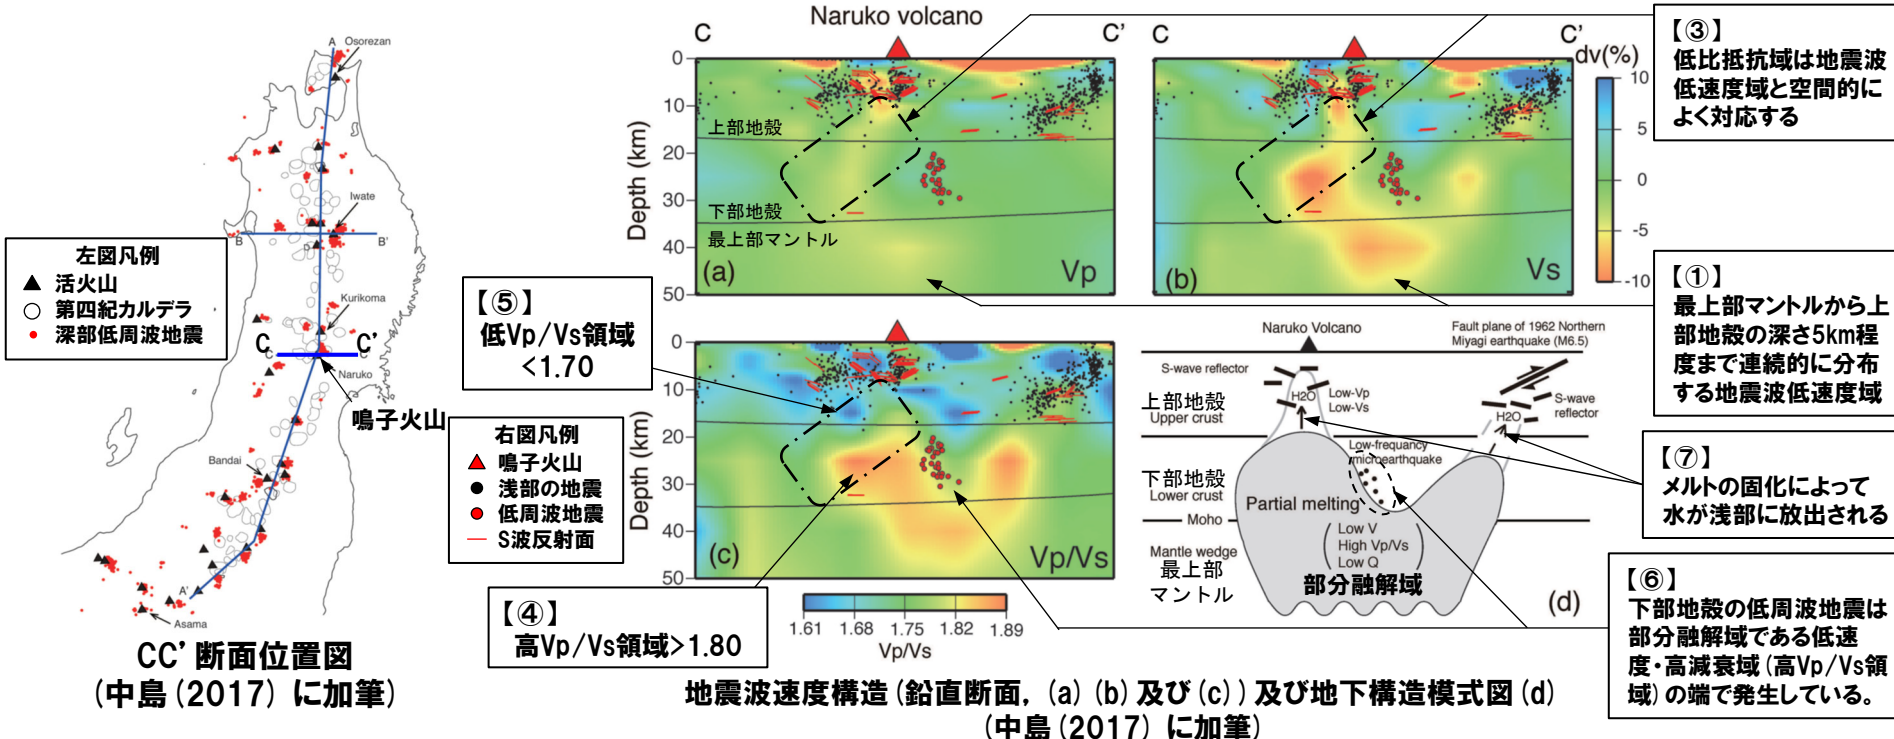 A
Osorezan
Iwate
B
B'
Kurikoma
C
C
C'
Naruko
鳴子火山
Bandai
A'
Asama
左図凡例
活火山
第四紀カルデラ
深部低周波地震
CC'断面位置図
(中島(2017)に加筆)
Naruko volcano
C
C'
C
C'
dv(%)
10
5
0
-5
-10
0
10
20
30
40
50
Depth (km)
上部地殻
下部地殻
最上部マントル
(a)
Vp
(b)
Vs
【③】
低比抵抗域は地震波
低速度域と空間的に
よく対応する
【①】
最上部マントルから上
部地殻の深さ5km程
度まで連続的に分布
する地震波低速度域
【⑤】
低Vp/Vs領域
<1.70
右図凡例
鳴子火山
浅部の地震
低周波地震
S波反射面
0
10
20
30
40
50
Depth (km)
(c)
Vp/Vs
【④】
高Vp/Vs領域>1.80
1.61
1.68
1.75
1.82
1.89
Vp/Vs
Naruko Volcano
Fault plane of 1962 Northern
Miyagi earthquake (M6.5)
S-wave reflector
上部地殻
Upper crust
H2O
Low-Vp
Low-Vs
H2O
S-wave
reflector
Low-frequancy
microearthquake
下部地殻
Lower crust
Partial melting
Moho
Mantle wedge
最上部
マントル
Low V
High Vp/Vs
Low Q
部分融解域
(d)
【⑦】
メルトの固化によって
水が浅部に放出される
【⑥】
下部地殻の低周波地震は
部分融解域である低速
度・高減衰域(高Vp/Vs領
域)の端で発生している。
地震波速度構造(鉛直断面, (a)(b)及び(c))及び地下構造模式図(d)
(中島(2017)に加筆)